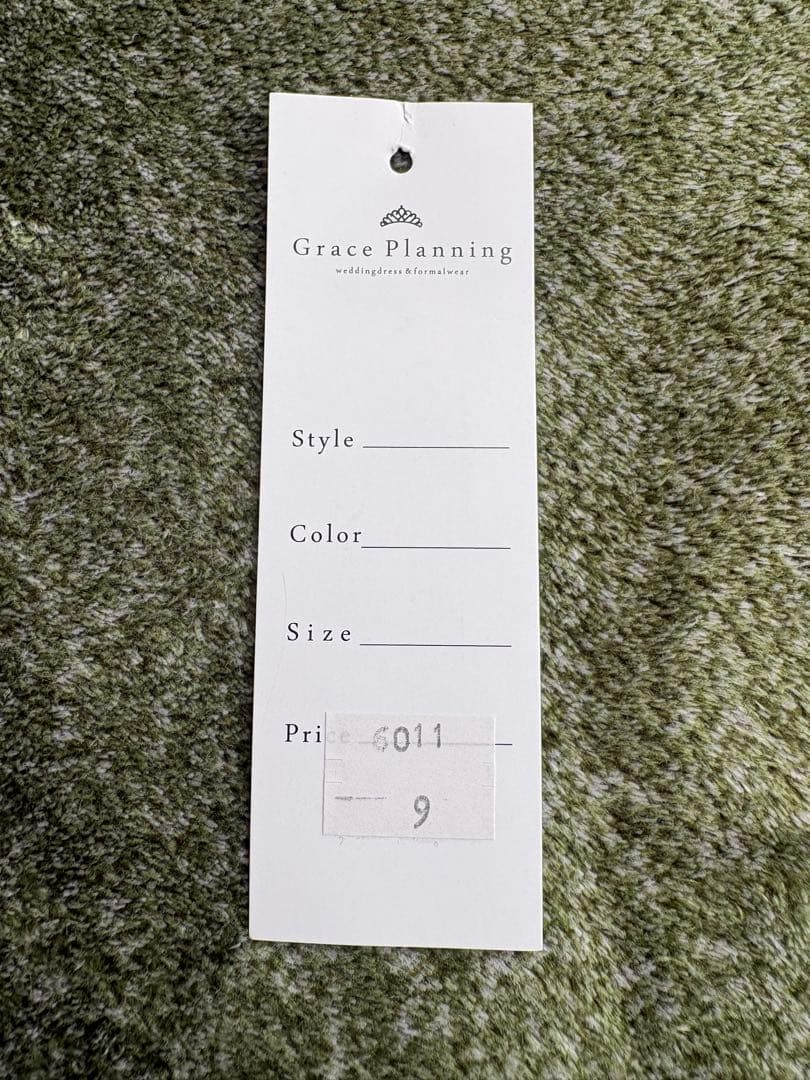 Grace Planning
weddingdress & formalwear
Style
Color
Size
Price 6011
9